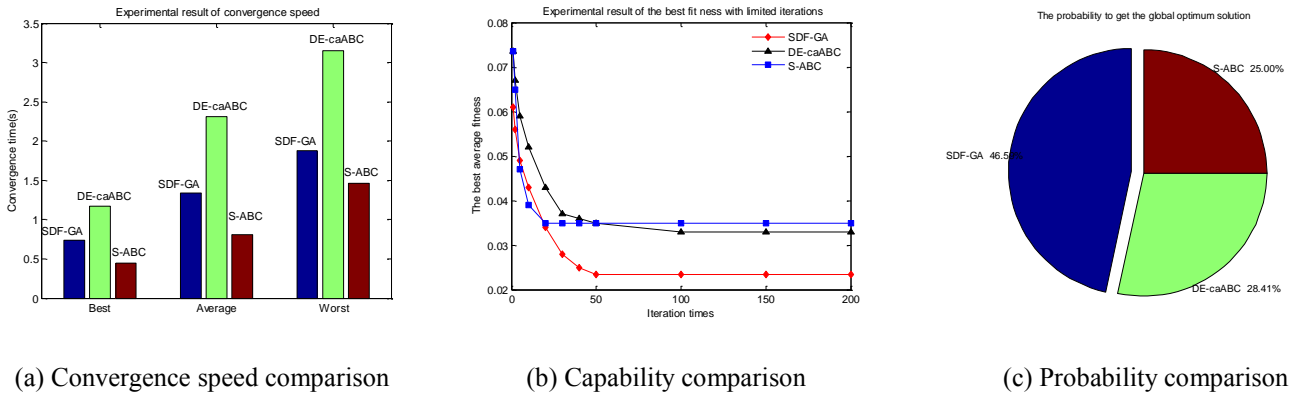 Experimental result of convergence speed
Convergence time(s)
3.5
3
2.5
2
1.5
1
0.5
0
SDF-GA
DE-caABC
S-ABC
SDF-GA
DE-caABC
S-ABC
SDF-GA
DE-caABC
S-ABC
Best Average Worst
(a) Convergence speed comparison
Experimental result of the best fit ness with limited iterations
The best average fitness
0.08
0.07
0.06
0.05
0.04
0.03
0.02
SDF-GA
DE-caABC
S-ABC
0 50 100 150 200
Iteration times
(b) Capability comparison
The probability to get the global optimum solution
S-ABC 25.00%
SDF-GA
DE-caABC 28.41%
(c) Probability comparison